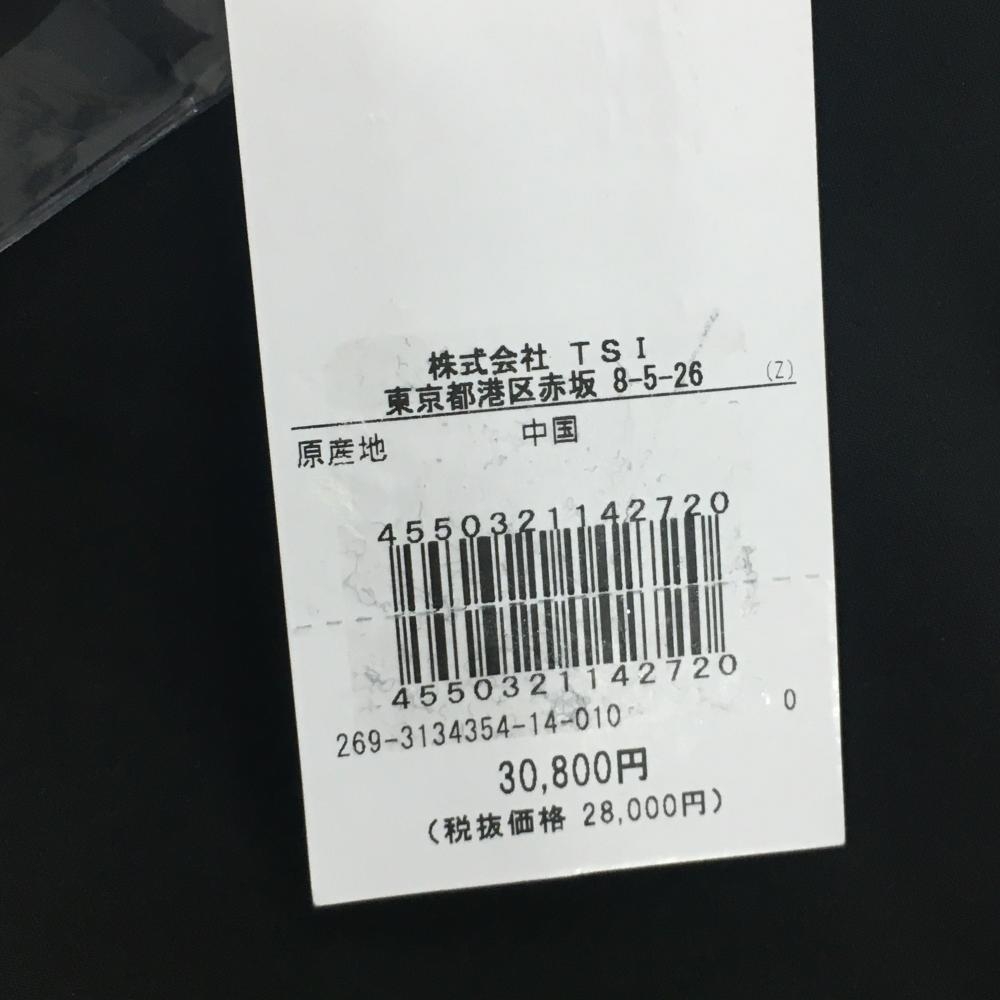 株式会社 TSI
東京都港区赤坂 8-5-26 (Z)
原産地 中国
4550321142720
4550321142720
269-3134354-14-010 0
30,800円
(税抜価格 28,000円)